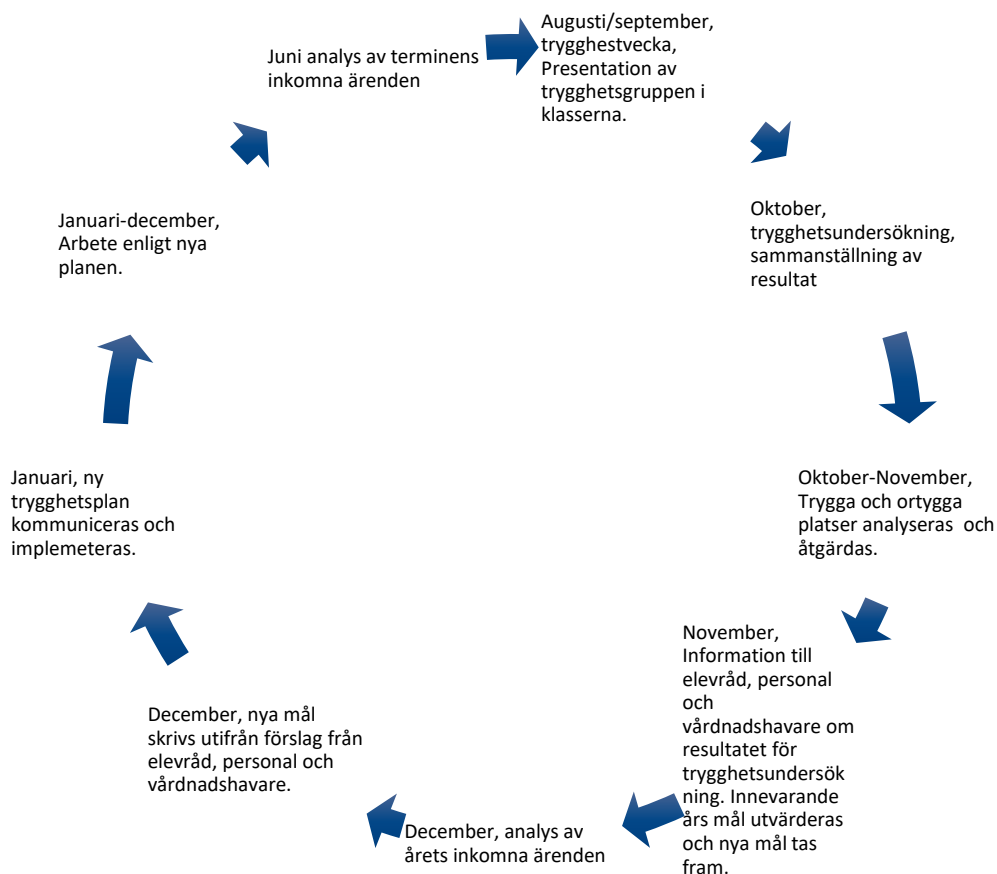 Juni analys av terminens
inkomna ärenden
Augusti/september,
trygghestvecka,
Presentation av
trygghetsgruppen i
klasserna.
Oktober,
trygghetsundersökning,
sammanställning av
resultat
Oktober-November,
Trygga och ortygga
platser analyseras och
åtgärdas.
November,
Information till
elevråd, personal
och
vårdnadshavare om
resultatet för
trygghetsundersök
ning. Innevarande
års mål utvärderas
och nya mål tas
fram.
December, analys av
årets inkomna ärenden
December, nya mål
skrivs utifrån förslag från
elevråd, personal och
vårdnadshavare.
Januari, ny
trygghetsplan
kommuniceras och
implemeteras.
Januari-december,
Arbete enligt nya
planen.